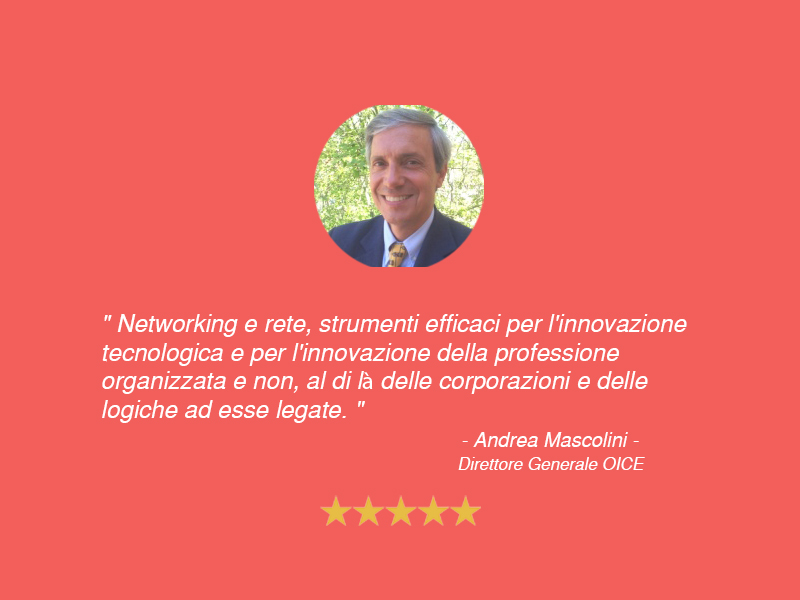 " Networking e rete, strumenti efficaci per l'innovazione
tecnologica e per l'innovazione della professione
organizzata e non, al di là delle corporazioni e delle
logiche ad esse legate. "
- Andrea Mascolini -
Direttore Generale OICE